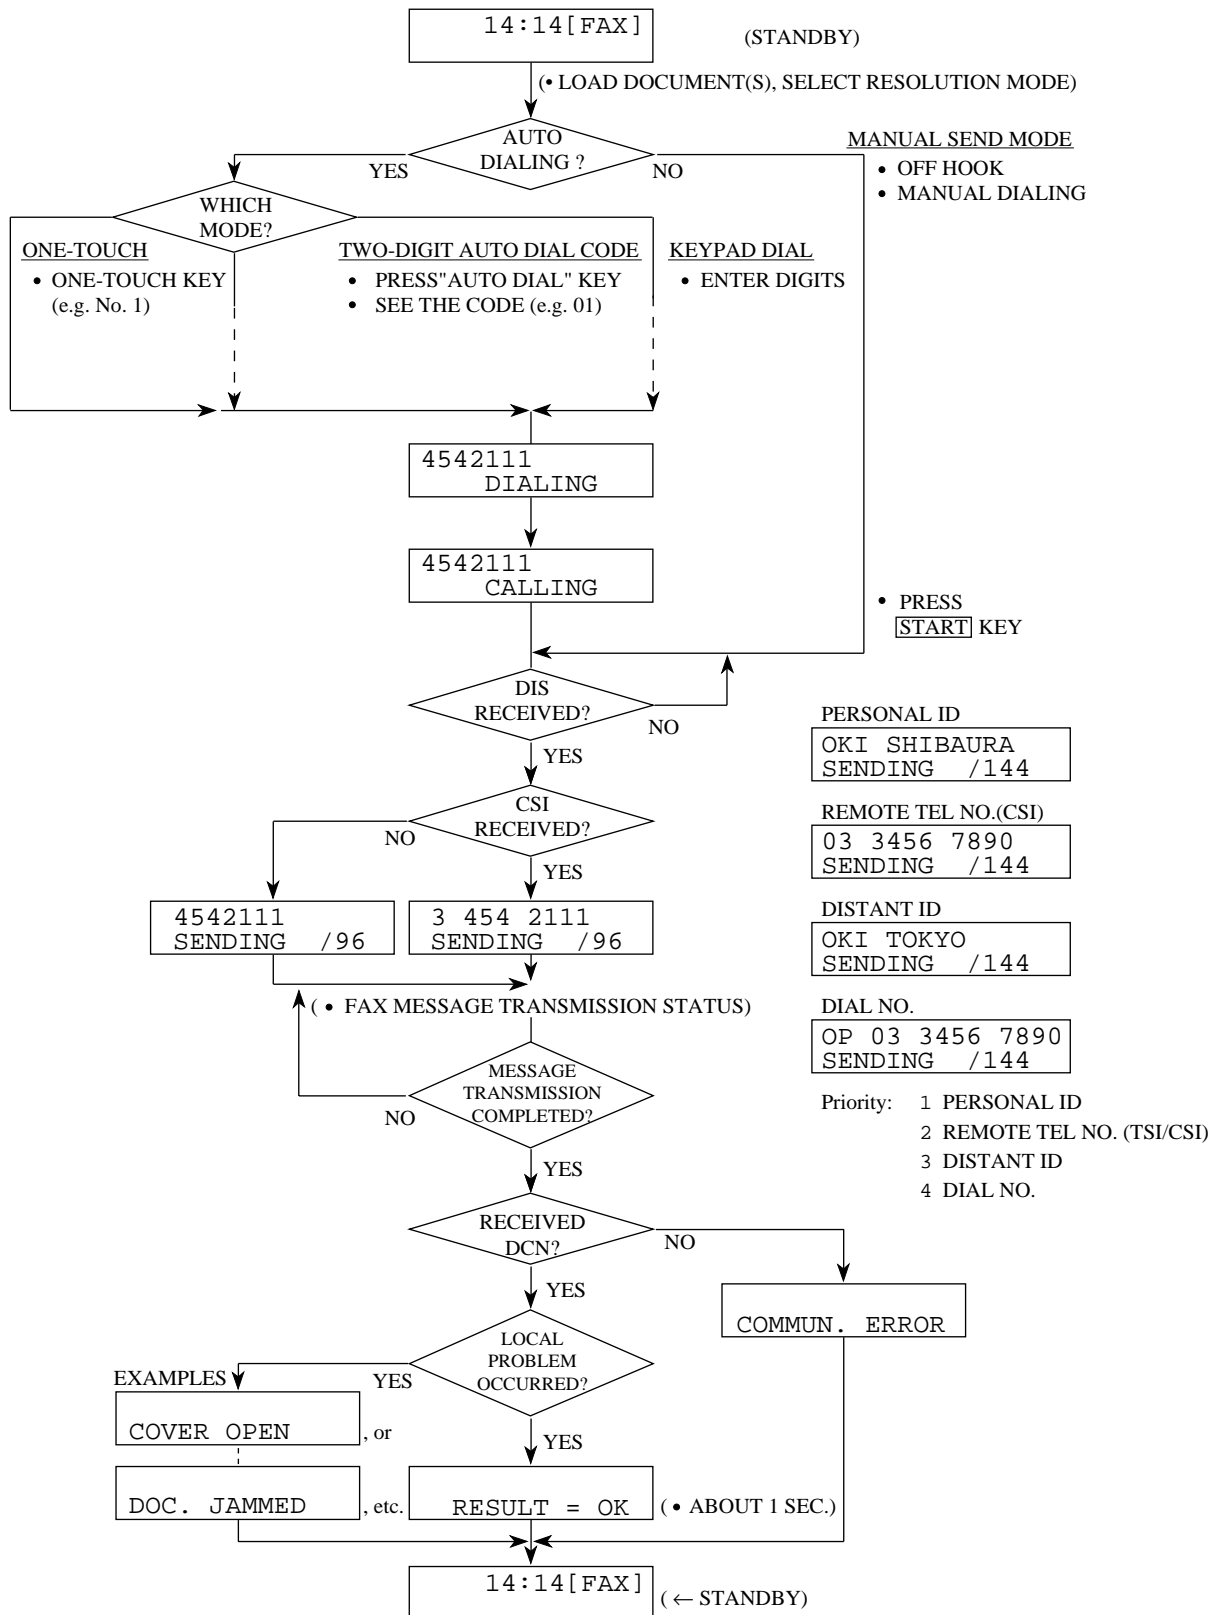 14:14[FAX]
(STANDBY)
(• LOAD DOCUMENT(S), SELECT RESOLUTION MODE)
AUTO
DIALING ?
YES
NO
MANUAL SEND MODE
• OFF HOOK
• MANUAL DIALING
WHICH
MODE?
ONE-TOUCH
• ONE-TOUCH KEY
(e.g. No. 1)
TWO-DIGIT AUTO DIAL CODE
• PRESS"AUTO DIAL" KEY
• SEE THE CODE (e.g. 01)
KEYPAD DIAL
• ENTER DIGITS
4542111
DIALING
4542111
CALLING
• PRESS
START KEY
DIS
RECEIVED?
NO
YES
CSI
RECEIVED?
NO
YES
4542111
SENDING /96
3 454 2111
SENDING /96
( • FAX MESSAGE TRANSMISSION STATUS)
MESSAGE
TRANSMISSION
COMPLETED?
NO
YES
PERSONAL ID
OKI SHIBAURA
SENDING /144
REMOTE TEL NO.(CSI)
03 3456 7890
SENDING /144
DISTANT ID
OKI TOKYO
SENDING /144
DIAL NO.
OP 03 3456 7890
SENDING /144
Priority: 1 PERSONAL ID
2 REMOTE TEL NO. (TSI/CSI)
3 DISTANT ID
4 DIAL NO.
RECEIVED
DCN?
NO
YES
COMMUN. ERROR
LOCAL
PROBLEM
OCCURRED?
YES
YES
EXAMPLES
COVER OPEN
, or
DOC. JAMMED
, etc.
RESULT = OK
( • ABOUT 1 SEC.)
14:14[FAX]
( ← STANDBY)